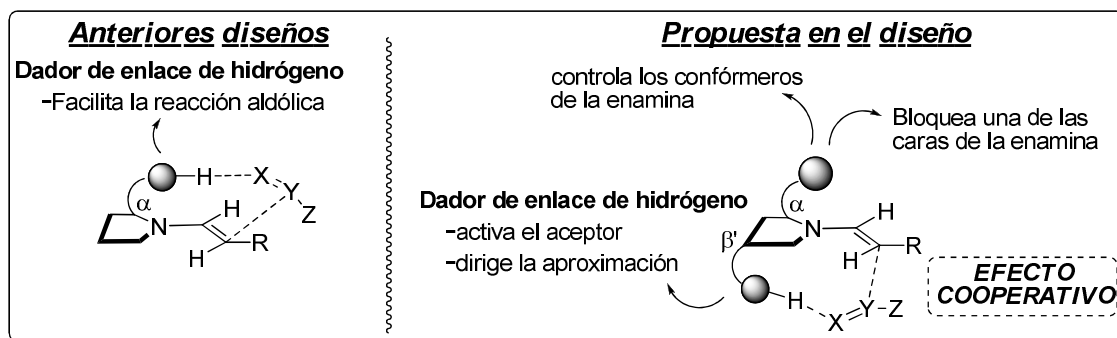 Anteriores diseños
Dador de enlace de hidrógeno
-Facilita la reacción aldólica
H
X
Y
Z
α
N
H
H
R
Propuesta en el diseño
controla los confórmeros
de la enamina
Bloquea una de las
caras de la enamina
Dador de enlace de hidrógeno
-activa el aceptor
-dirige la aproximación
α
N
H
β'
H
R
H
X
Y
Z
EFECTO
COOPERATIVO